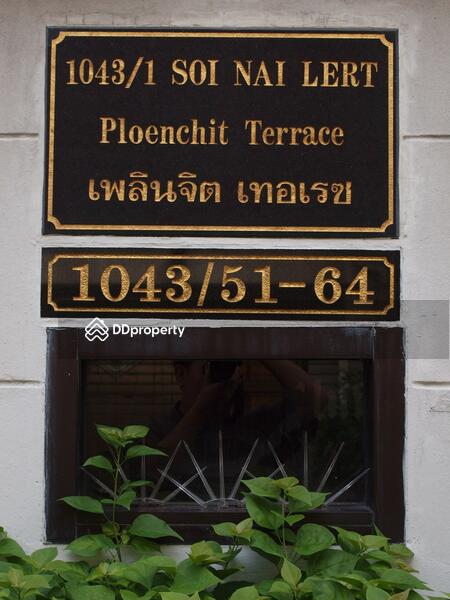 1043/1 SOI NAI LERT
Ploenchit Terrace
เพลินจิต เทอเรซ
1043/51-64
DDproperty